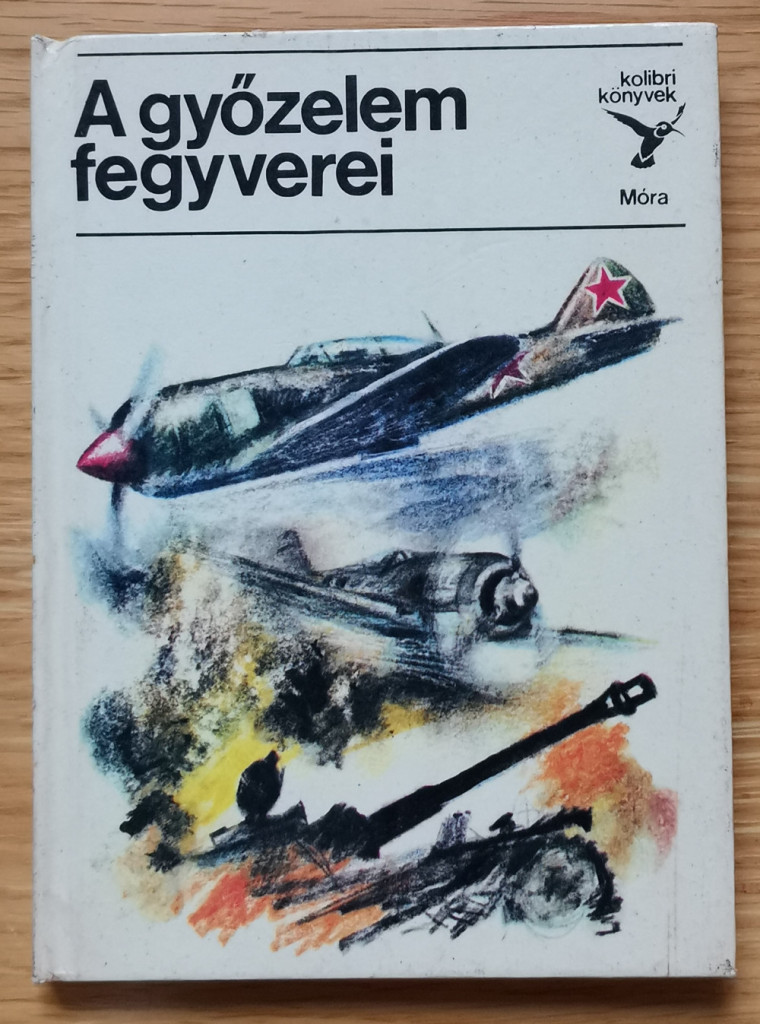 A győzelem
fegyverei
kolibri
könyvek
Móra